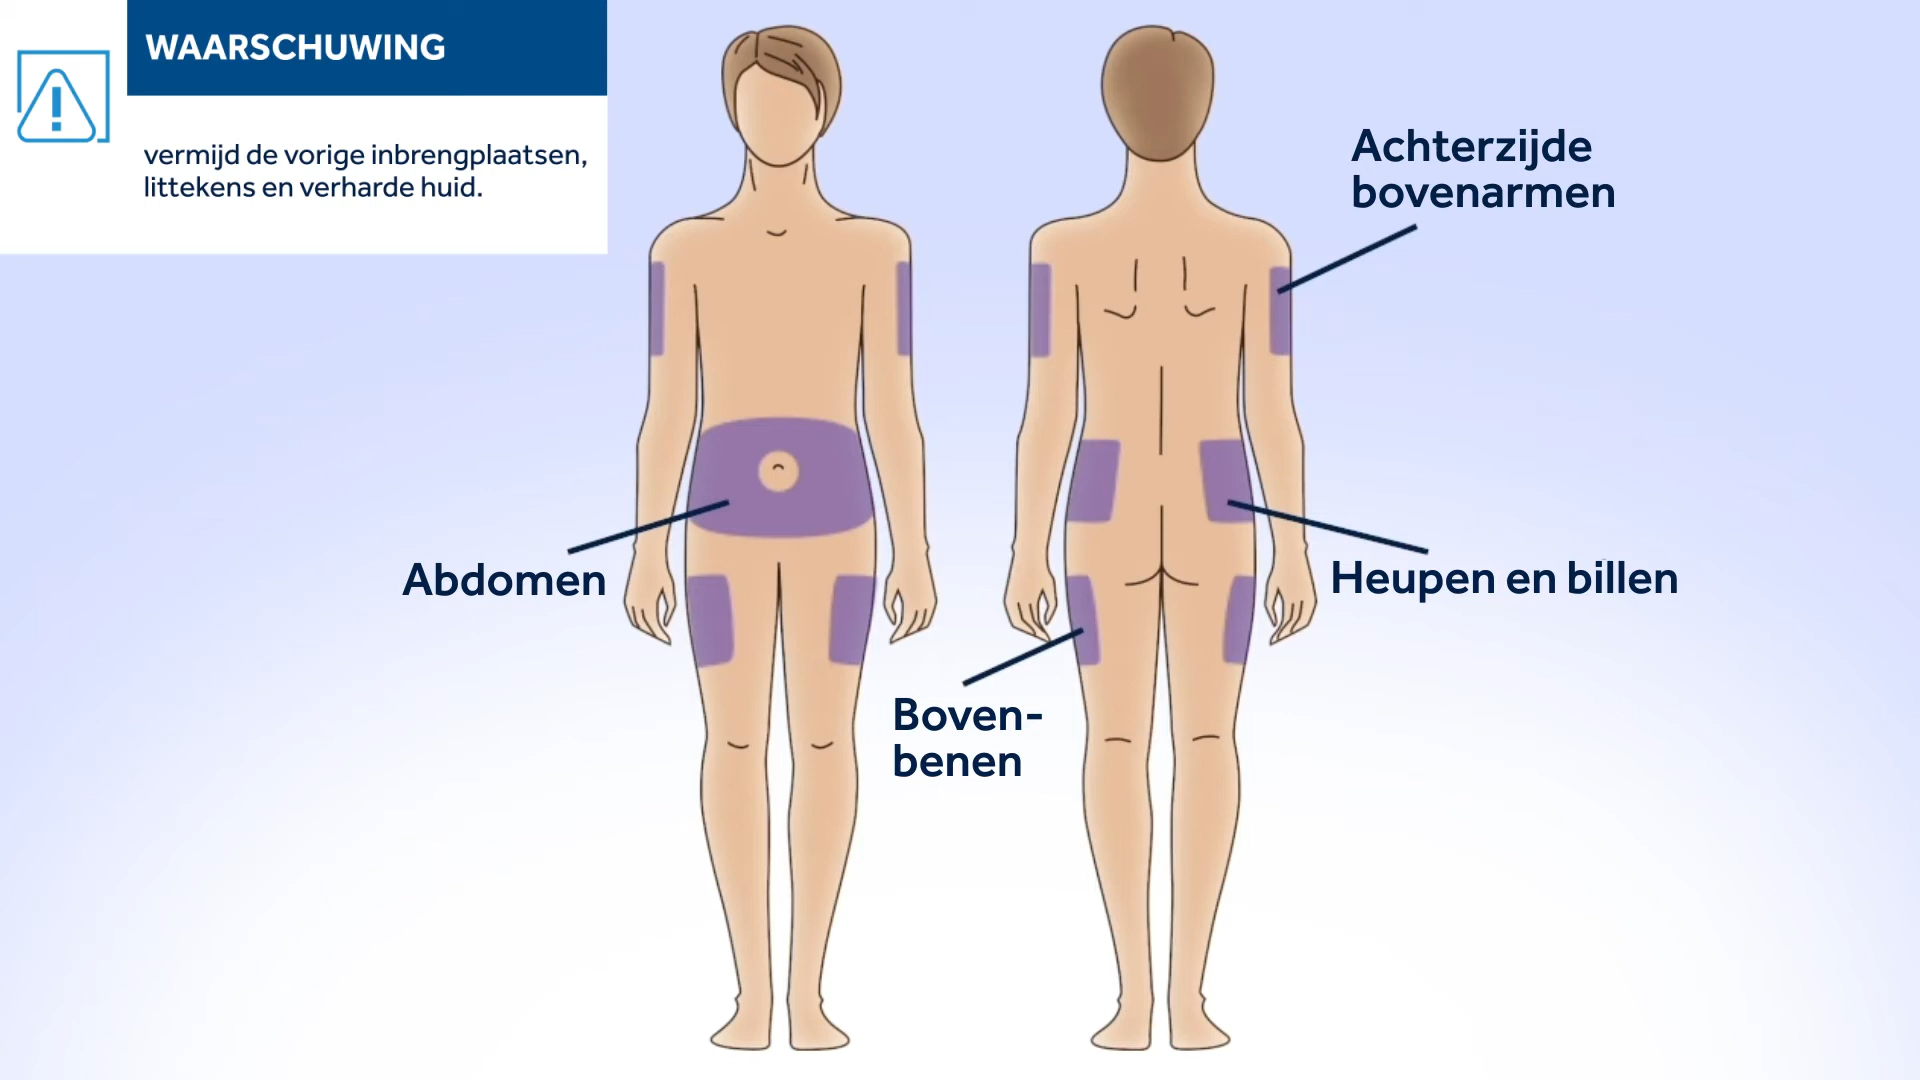 WAARSCHUWING
vermijd de vorige inbrengplaatsen,
littekens en verharde huid.
Achterzijde
bovenarmen
Abdomen
Heupen en billen
Boven-
benen